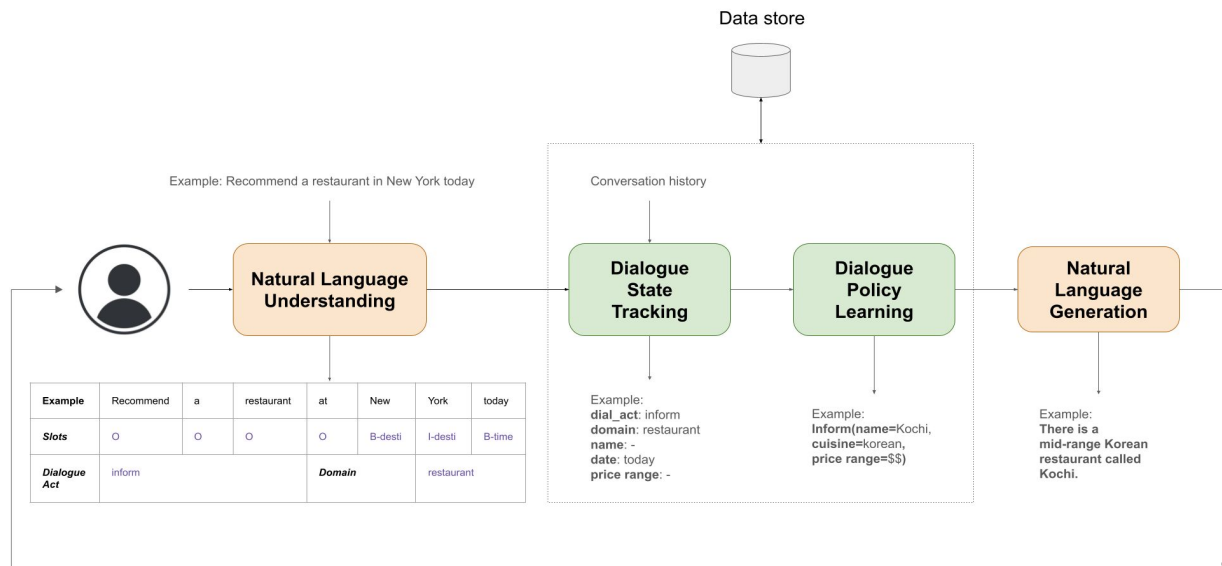 Data store
Example: Recommend a restaurant in New York today
Conversation history
Natural Language
Understanding
Dialogue
State
Tracking
Dialogue
Policy
Learning
Natural
Language
Generation
Example Recommend a restaurant at New York today
Slots O O O O B-desti I-desti B-time
Dialogue
Act
inform
Domain
restaurant
Example:
dial_act: inform
domain: restaurant
name: -
date: today
price range: -
Example:
Inform(name=Kochi,
cuisine=korean,
price range=$$)
Example:
There is a
mid-range Korean
restaurant called
Kochi.